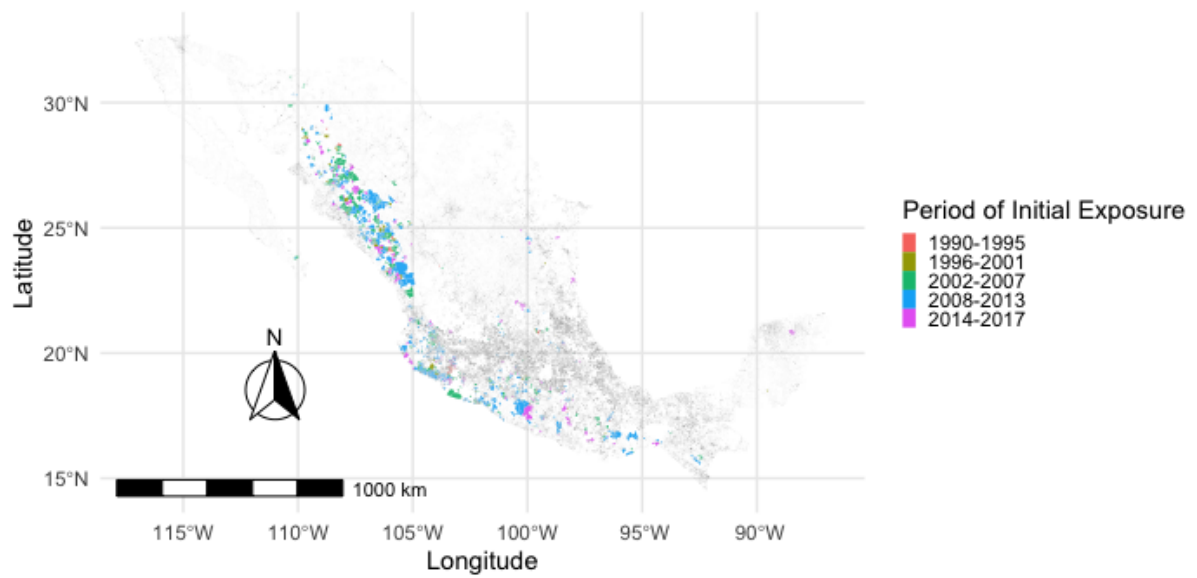 30°N
25°N
20°N
15°N
Latitude
N
1000 km
115°W 110°W 105°W 100°W 95°W 90°W
Longitude
Period of Initial Exposure
1990-1995
1996-2001
2002-2007
2008-2013
2014-2017